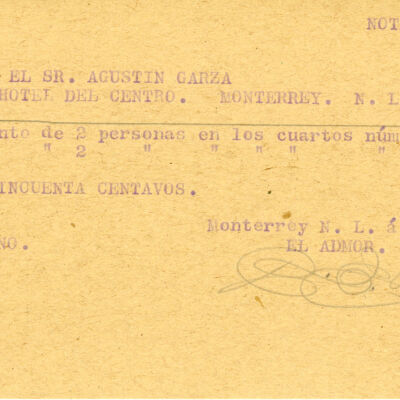 NOT
EL SR. AGUSTIN GARZA
HOTEL DEL CENTRO. MONTERREY. N. L
nto de 2 personas en los cuartos núm
" 2 " " " " "
INCUENTA CENTAVOS.
Monterrey N. L. á
NO. EL ADMOR.